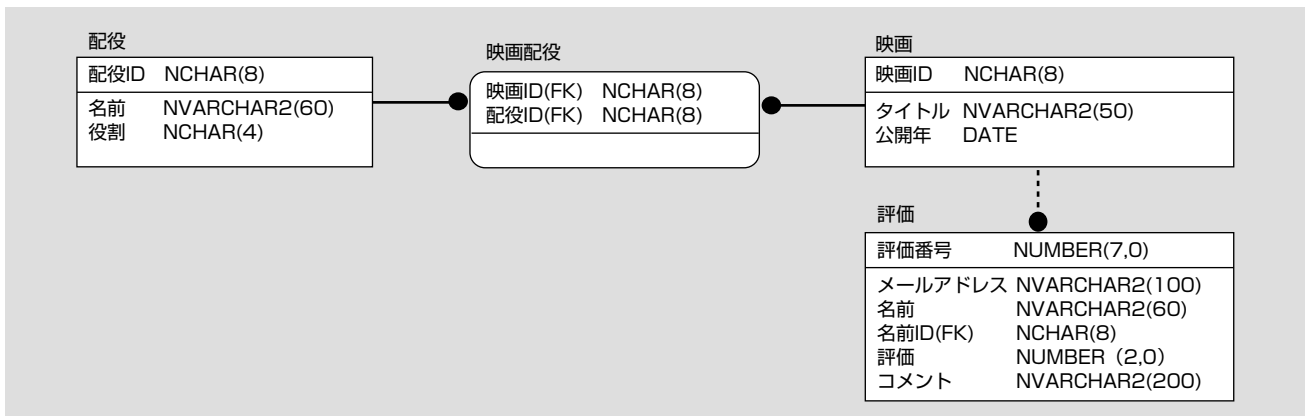 配役
配役ID NCHAR(8)
名前 NVARCHAR2(60)
役割 NCHAR(4)
映画配役
映画ID(FK) NCHAR(8)
配役ID(FK) NCHAR(8)
映画
映画ID NCHAR(8)
タイトル NVARCHAR2(50)
公開年 DATE
評価
評価番号 NUMBER(7,0)
メールアドレス NVARCHAR2(100)
名前 NVARCHAR2(60)
名前ID(FK) NCHAR(8)
評価 NUMBER（2,0）
コメント NVARCHAR2(200)